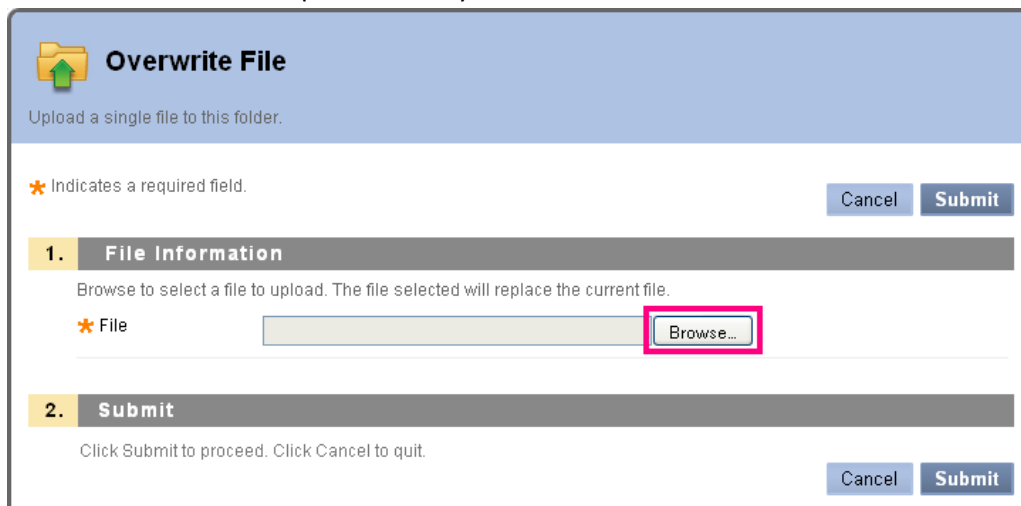 Overwrite File
Upload a single file to this folder.
Indicates a required field.
Cancel Submit
1. File Information
Browse to select a file to upload. The file selected will replace the current file.
File Browse...
2. Submit
Click Submit to proceed. Click Cancel to quit.
Cancel Submit